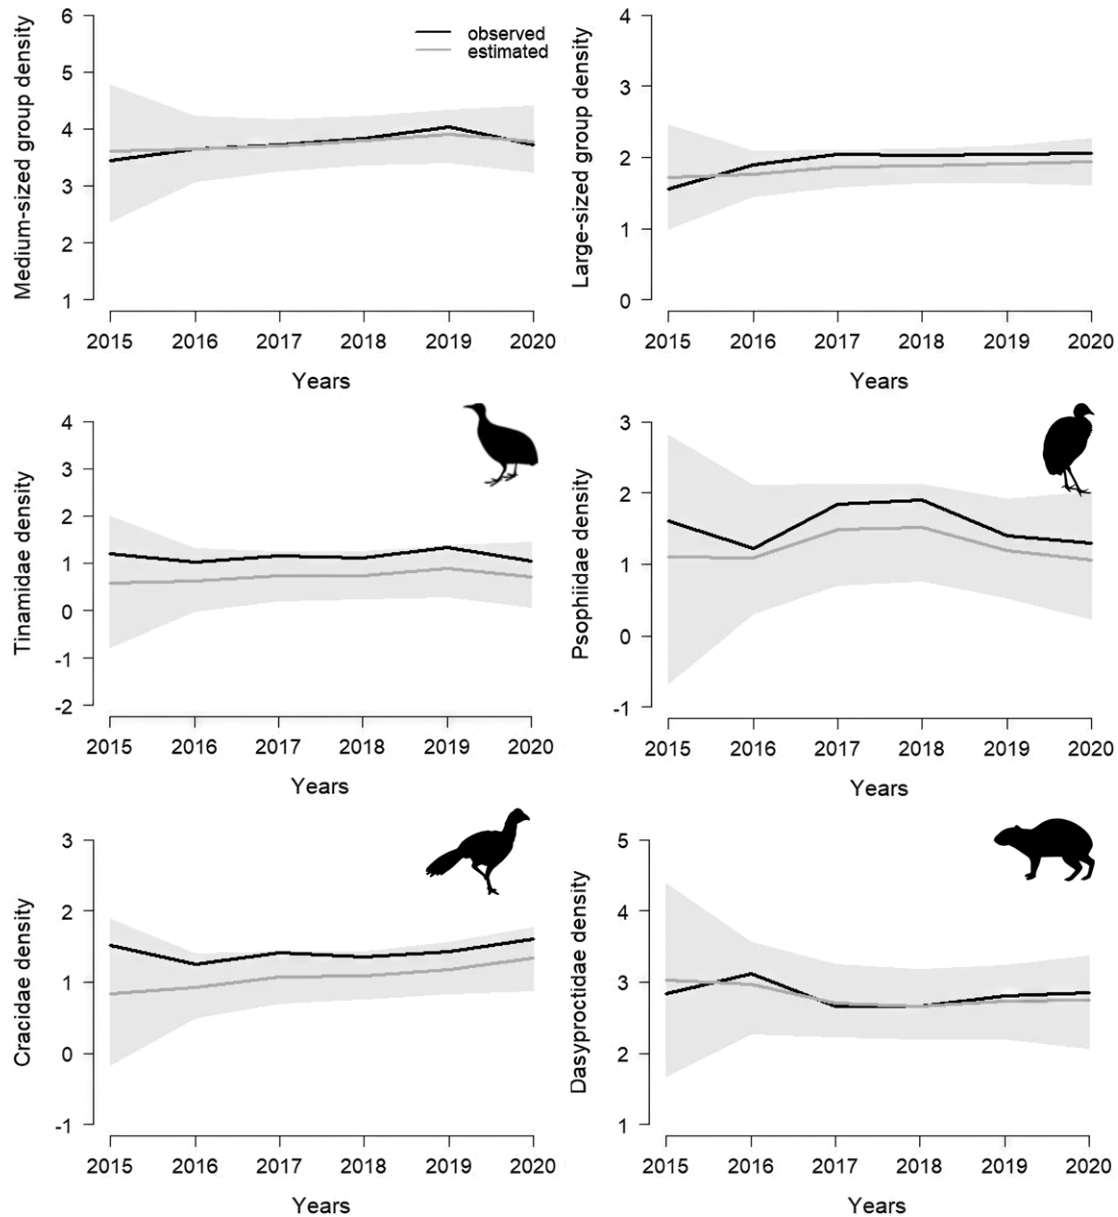 Medium-sized group density
6
5
4
3
2
1
observed
estimated
2015 2016 2017 2018 2019 2020
Years
Large-sized group density
4
3
2
1
0
2015 2016 2017 2018 2019 2020
Years
Tinamidae density
4
3
2
1
0
-1
-2
2015 2016 2017 2018 2019 2020
Years
Psophiidae density
3
2
1
0
-1
2015 2016 2017 2018 2019 2020
Years
Cracidae density
3
2
1
0
-1
2015 2016 2017 2018 2019 2020
Years
Dasyproctidae density
5
4
3
2
1
2015 2016 2017 2018 2019 2020
Years